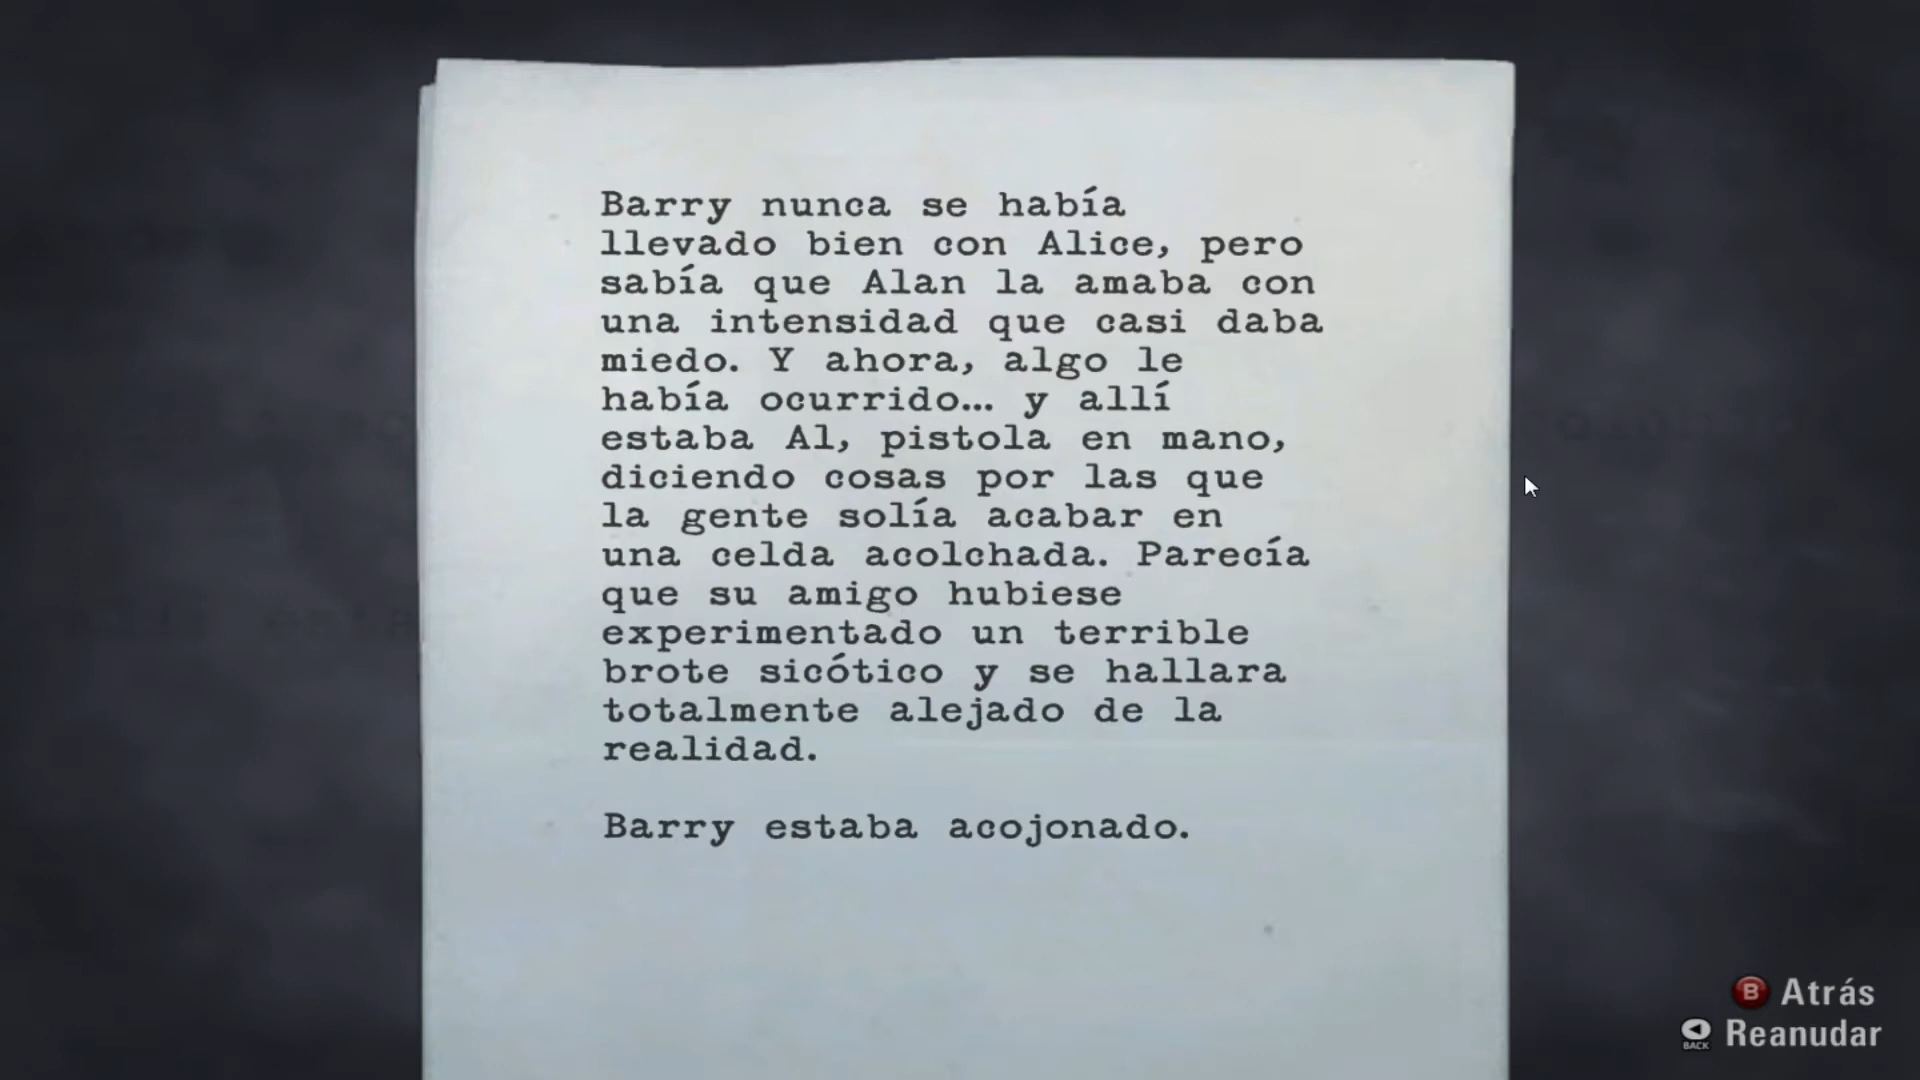 Barry nunca se había
llevado bien con Alice, pero
sabía que Alan la amaba con
una intensidad que casi daba
miedo. Y ahora, algo le
había ocurrido... y allí
estaba Al, pistola en mano,
diciendo cosas por las que
la gente solía acabar en
una celda acolchada. Parecía
que su amigo hubiese
experimentado un terrible
brote sicótico y se hallara
totalmente alejado de la
realidad.
Barry estaba acojonado.
B Atrás
BACK Reanudar